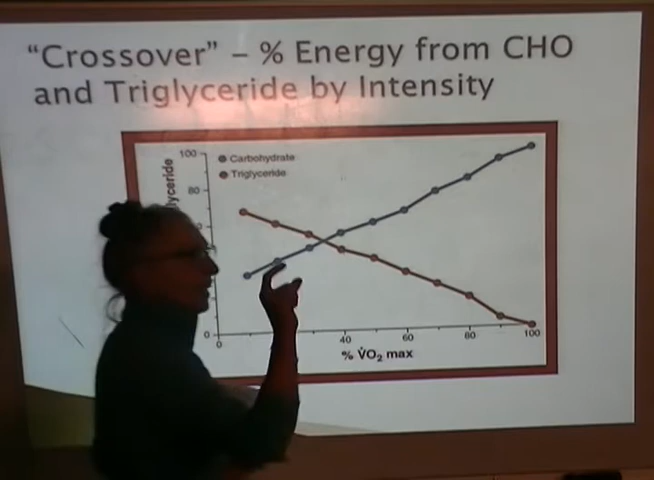 “Crossover” – % Energy from CHO
and Triglyceride by Intensity
100
Carbohydrate
Triglyceride
80
0
0
40
60
80
100
% V̇O₂ max